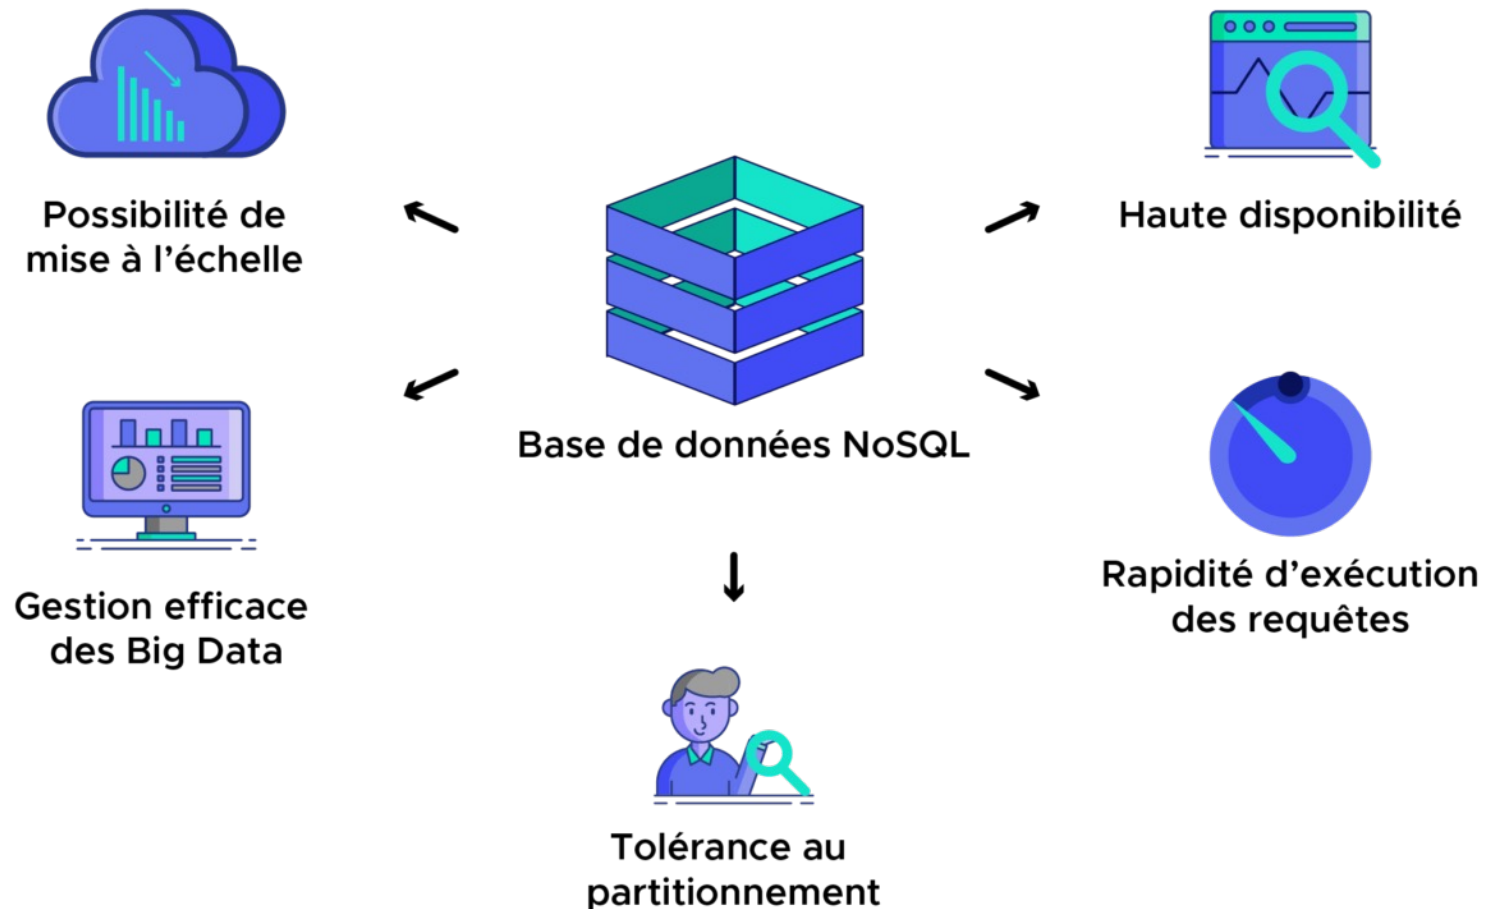 Possibilité de
mise à l'échelle
Haute disponibilité
Base de données NoSQL
Gestion efficace
des Big Data
Rapidité d'exécution
des requêtes
Tolérance au
partitionnement